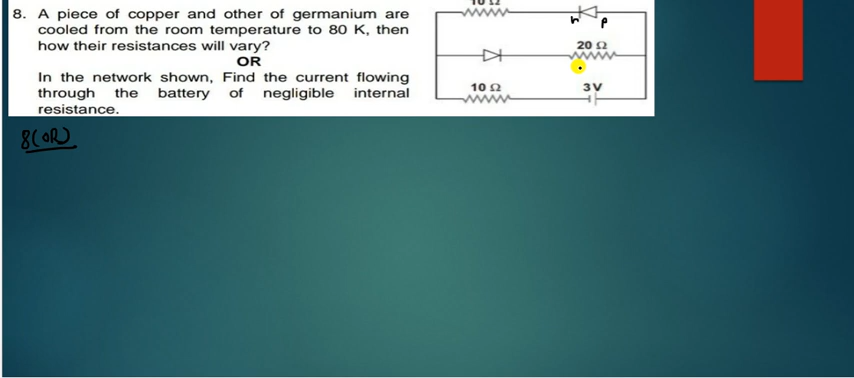 8. A piece of copper and other of germanium are
cooled from the room temperature to 80 K, then
how their resistances will vary?
OR
In the network shown, Find the current flowing
through the battery of negligible internal
resistance.
10 Ω
n p
20 Ω
10 Ω 3V
8(OR)